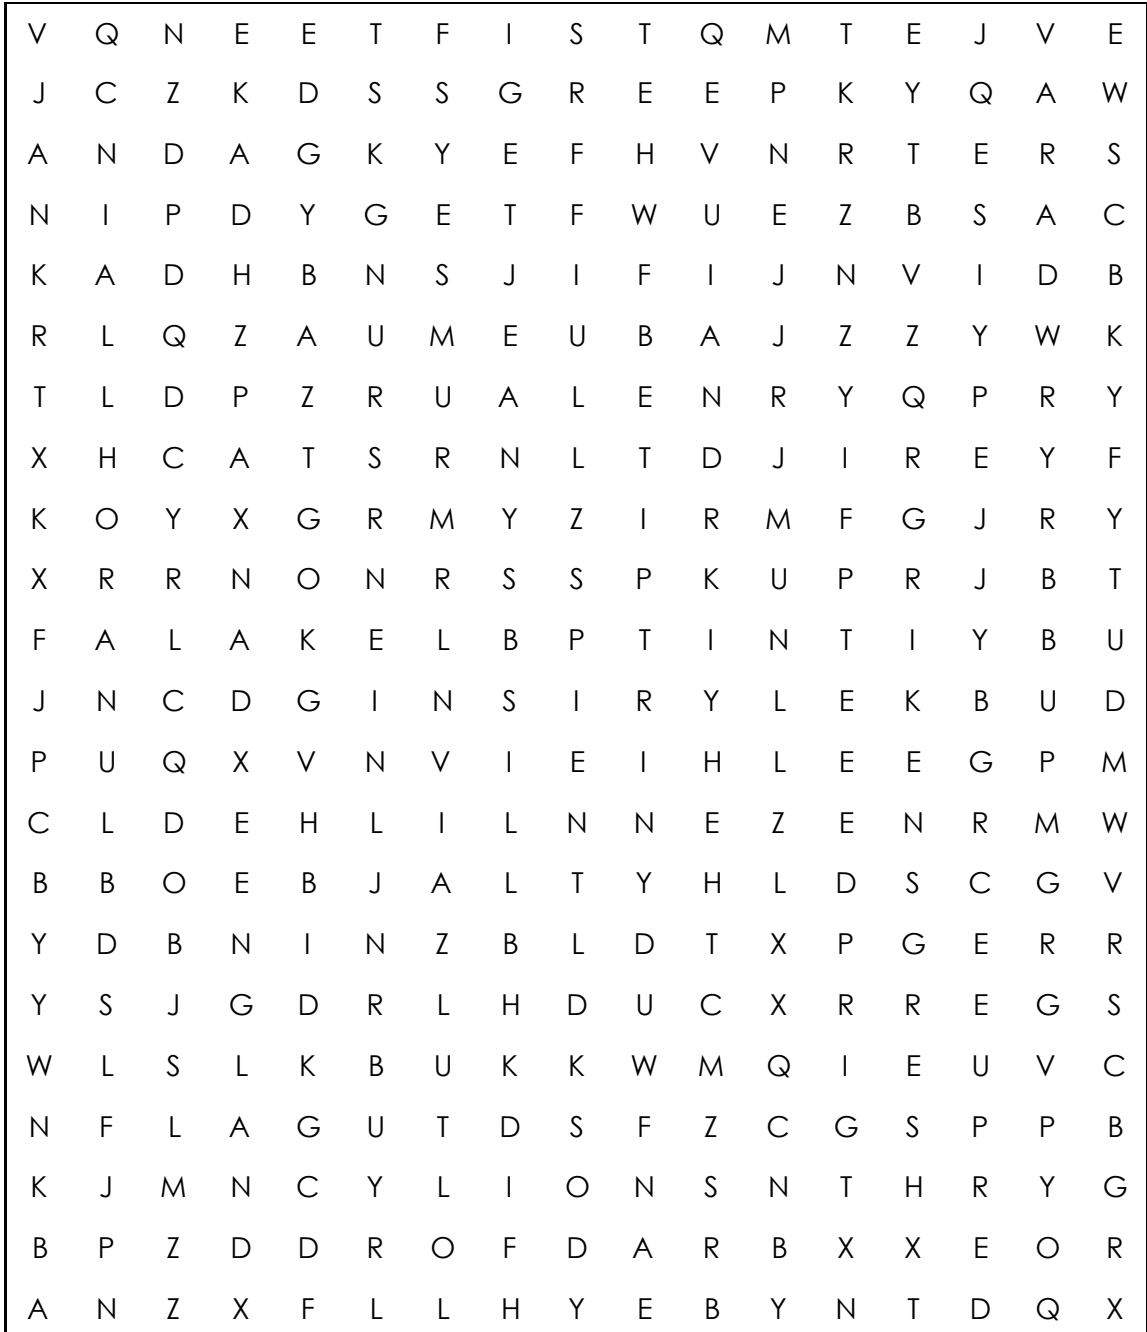 V Q N E E T F I S T Q M T E J V E
J C Z K D S S G R E E P K Y Q A W
A N D A G K Y E F H V N R T E R S
N I P D Y G E T F W U E Z B S A C
K A D H B N S J I F I J N V I D B
R L Q Z A U M E U B A J Z Z Y W K
T L D P Z R U A L E N R Y Q P R Y
X H C A T S R N L T D J I R E Y F
K O Y X G R M Y Z I R M F G J R Y
X R R N O N R S S P K U P R J B T
F A L A K E L B P T I N T I Y B U
J N C D G I N S I R Y L E K B U D
P U Q X V N V I E I H L E E G P M
C L D E H L I L N N E Z E N R M W
B B O E B J A L T Y H L D S C G V
Y D B N I N Z B L D T X P G E R R
Y S J G D R L H D U C X R R E G S
W L S L K B U K K W M Q I E U V C
N F L A G U T D S F Z C G S P P B
K J M N C Y L I O N S N T H R Y G
B P Z D D R O F D A R B X X E O R
A N Z X F L L H Y E B Y N T D Q X